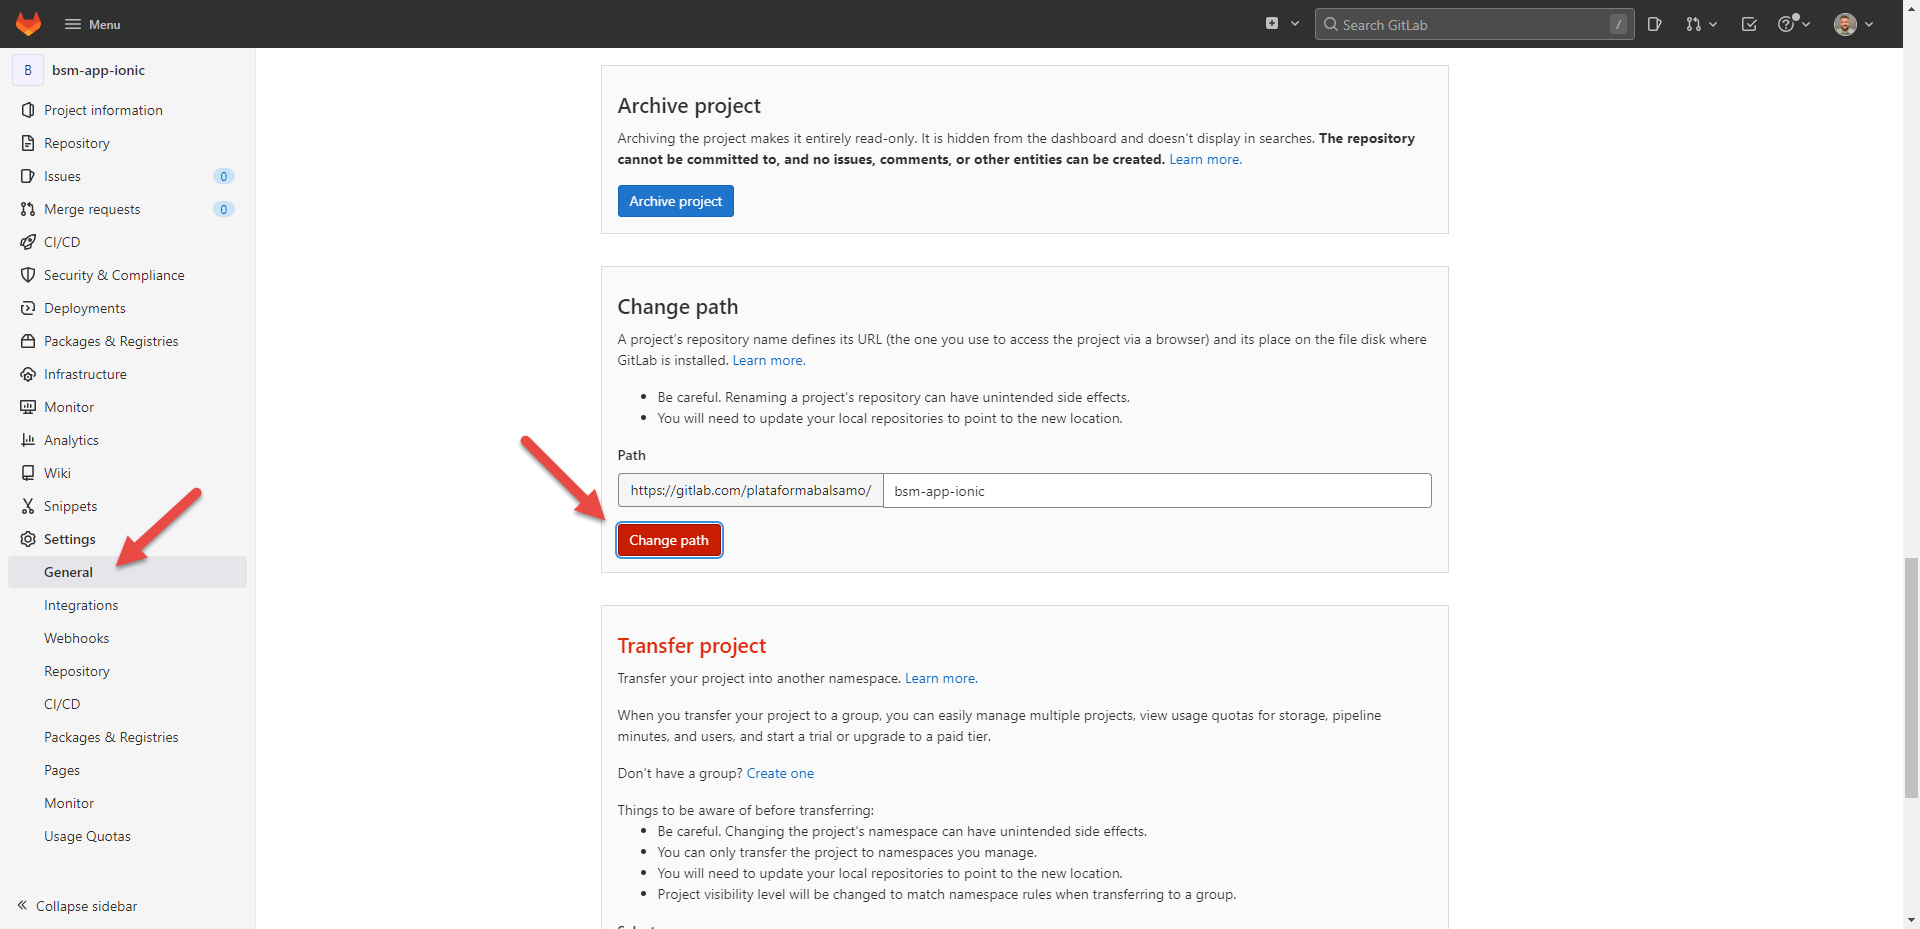 Menu
Search GitLab
/
B
bsm-app-ionic
Project information
Repository
Issues
0
Merge requests
0
CI/CD
Security & Compliance
Deployments
Packages & Registries
Infrastructure
Monitor
Analytics
Wiki
Snippets
Settings
General
Integrations
Webhooks
Repository
CI/CD
Packages & Registries
Pages
Monitor
Usage Quotas
Collapse sidebar
Archive project
Archiving the project makes it entirely read-only. It is hidden from the dashboard and doesn't display in searches. The repository
cannot be committed to, and no issues, comments, or other entities can be created. Learn more.
Archive project
Change path
A project’s repository name defines its URL (the one you use to access the project via a browser) and its place on the file disk where
GitLab is installed. Learn more.
• Be careful. Renaming a project's repository can have unintended side effects.
• You will need to update your local repositories to point to the new location.
Path
https://gitlab.com/plataformabalsamo/
bsm-app-ionic
Change path
Transfer project
Transfer your project into another namespace. Learn more.
When you transfer your project to a group, you can easily manage multiple projects, view usage quotas for storage, pipeline
minutes, and users, and start a trial or upgrade to a paid tier.
Don't have a group? Create one
Things to be aware of before transferring:
• Be careful. Changing the project's namespace can have unintended side effects.
• You can only transfer the project to namespaces you manage.
• You will need to update your local repositories to point to the new location.
• Project visibility level will be changed to match namespace rules when transferring to a group.